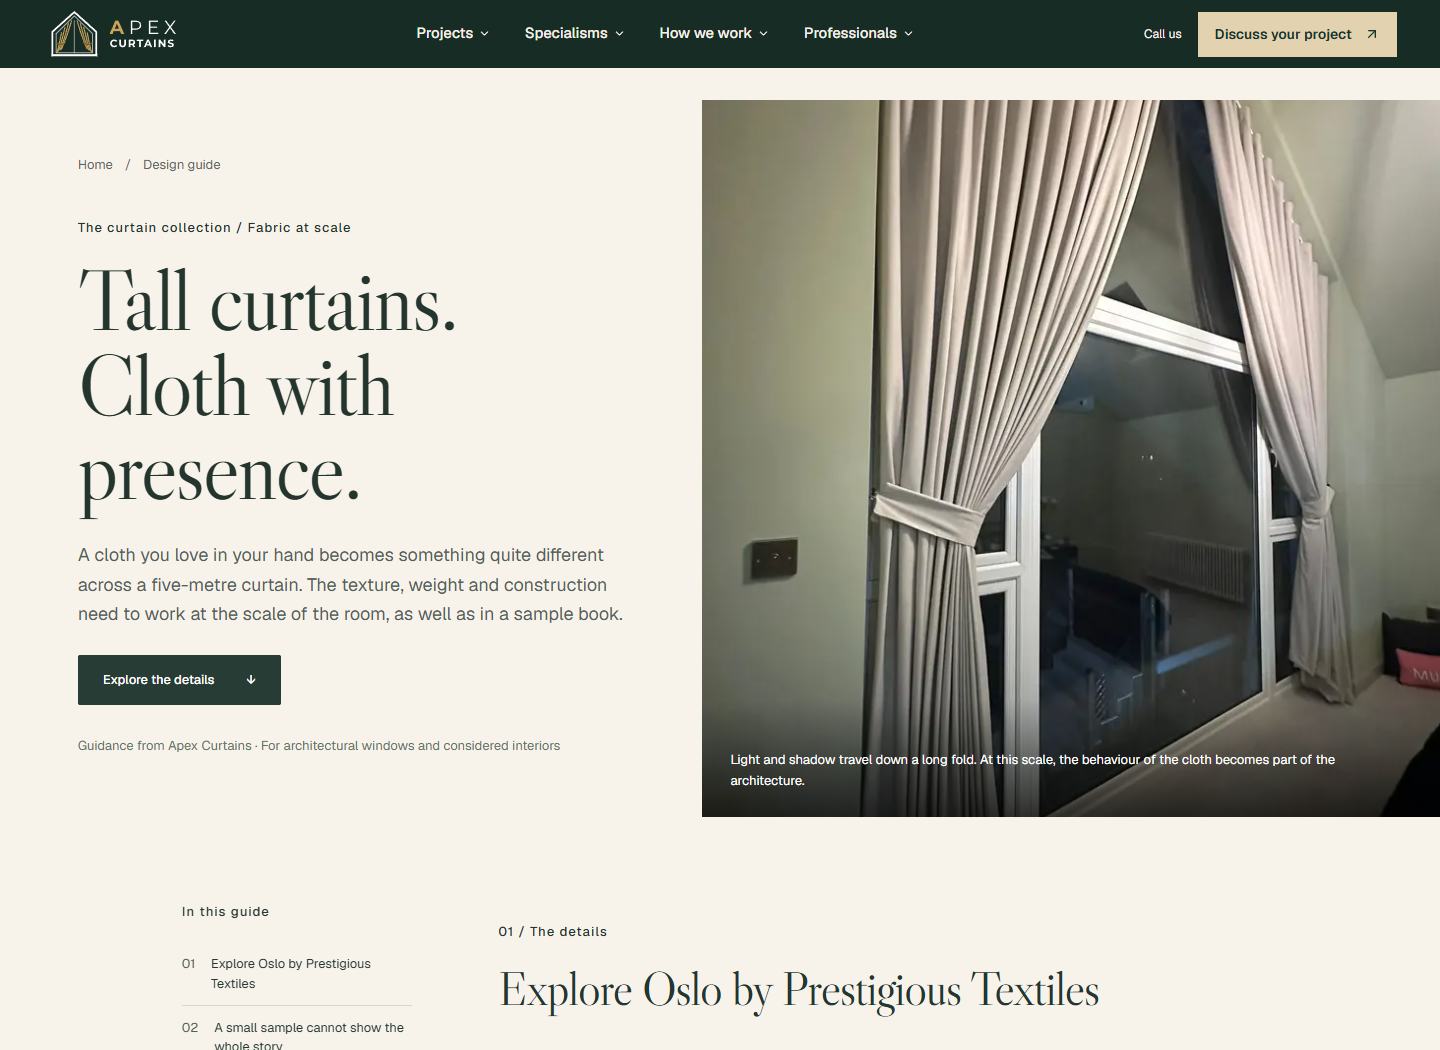 APEX
CURTAINS
Projects
Specialisms
How we work
Professionals
Call us
Discuss your project
Home / Design guide
The curtain collection / Fabric at scale
Tall curtains.
Cloth with
presence.
A cloth you love in your hand becomes something quite different
across a five-metre curtain. The texture, weight and construction
need to work at the scale of the room, as well as in a sample book.
Explore the details
Guidance from Apex Curtains · For architectural windows and considered interiors
MU
Light and shadow travel down a long fold. At this scale, the behaviour of the cloth becomes part of the
architecture.
In this guide
01 Explore Oslo by Prestigious
Textiles
02 A small sample cannot show the
whole story
01 / The details
Explore Oslo by Prestigious Textiles